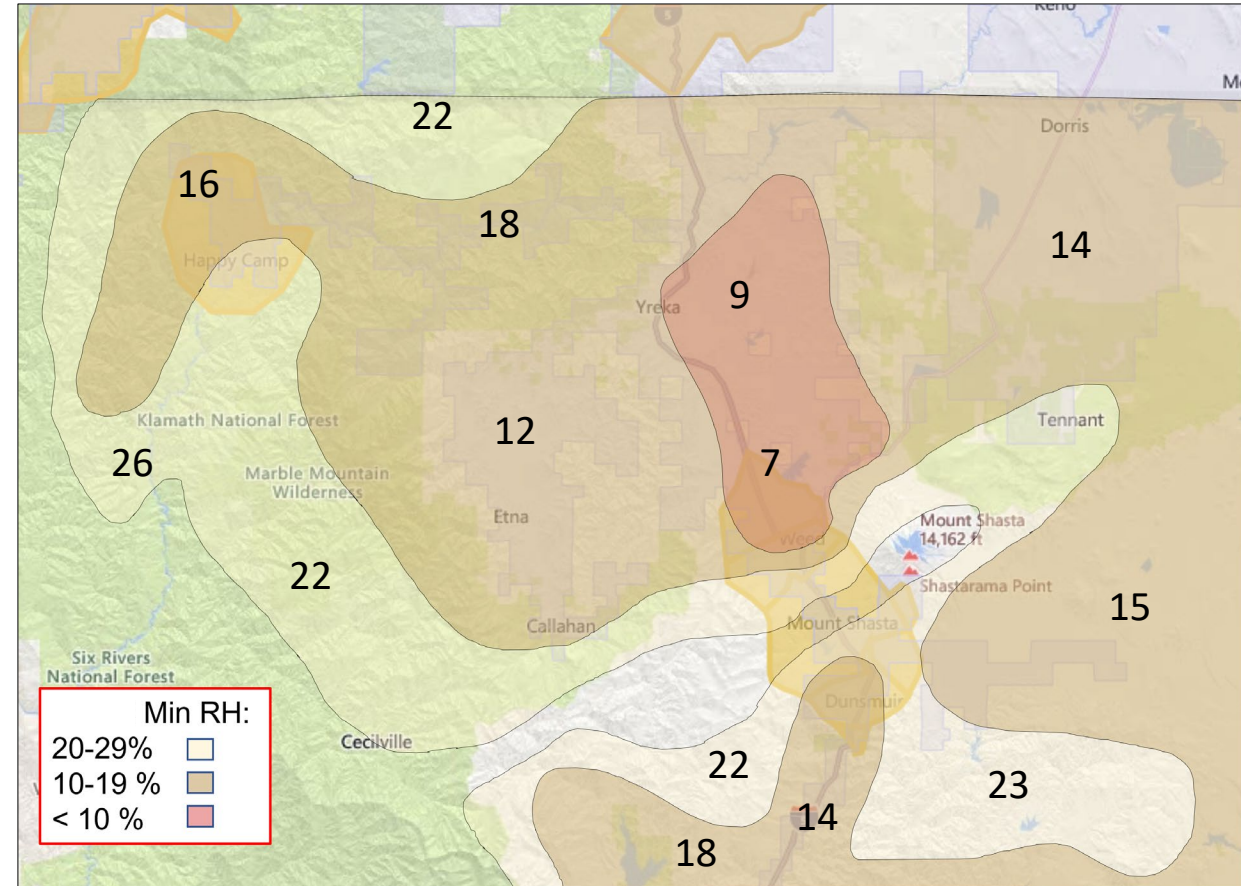 Keno
5
22
Dorris
16
18
14
Happy Camp
9
Yreka
Klamath National Forest
Tennant
12
26
7
Marble Mountain
Wilderness
Etna
Mount Shasta
14,162 ft
Weed
22
Shastarama Point
15
Callahan
Mount Shasta
Six Rivers
National Forest
Dunsmuir
Min RH:
20-29%
10-19 %
< 10 %
Cecilville
22
23
14
18